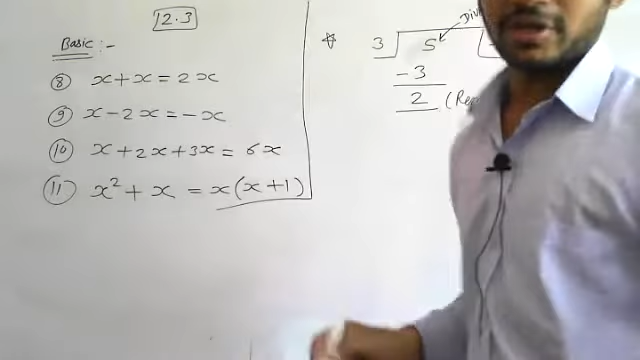 12.3
Basic :-
⑧ x + x = 2x
⑨ x - 2x = -x
⑩ x + 2x + 3x = 6x
⑪ x² + x = x(x+1)
3 5
-3
2